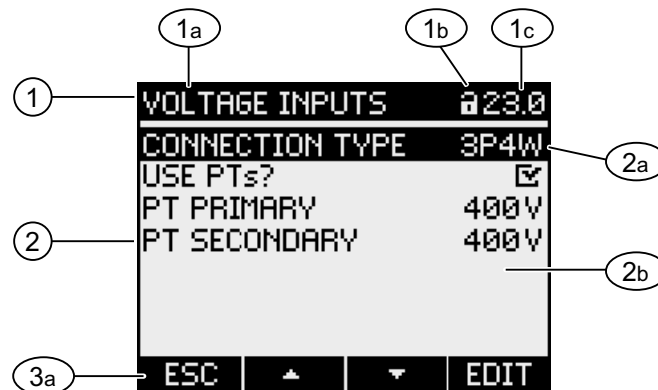 1a 1b 1c
1 VOLTAGE INPUTS 23.0
CONNECTION TYPE 3P4W 2a
USE PTs?
PT PRIMARY 400V
2 PT SECONDARY 400V
2b
3a ESC EDIT